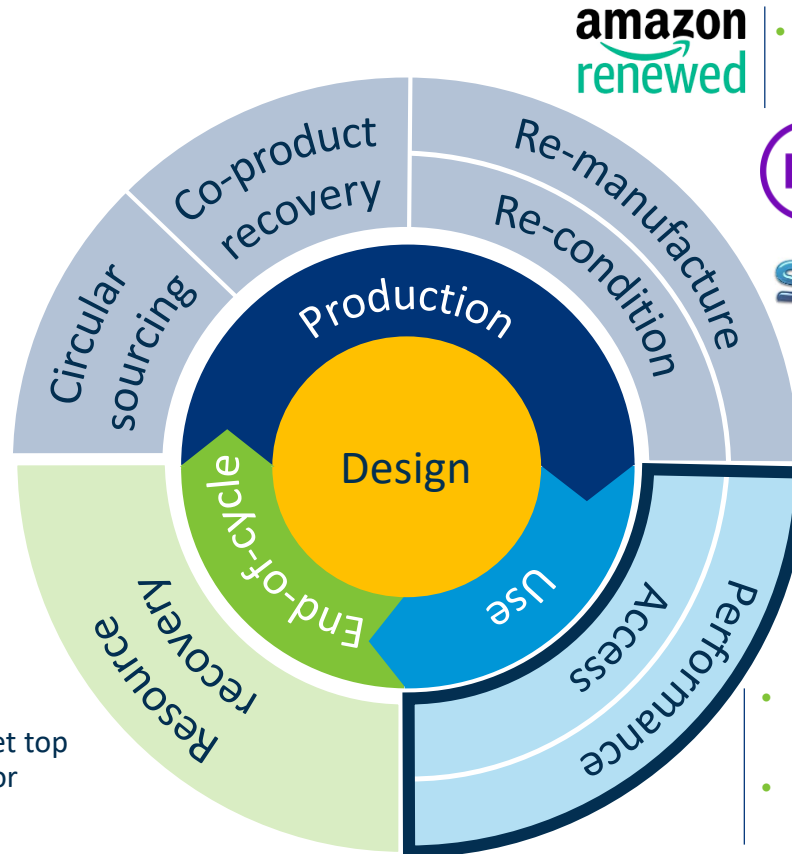 amazon
renewed
Co-product
recovery
Re-manufacture
Re-condition
Circular
sourcing
Production
Design
End-of-cycle
Use
Resource
recovery
Access
Performance
et top
or